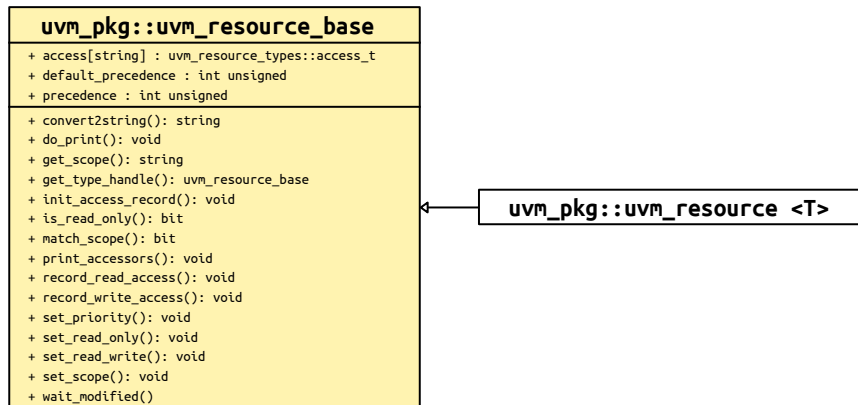 uvm_pkg::uvm_resource_base
+ access[string] : uvm_resource_types::access_t
+ default_precedence : int unsigned
+ precedence : int unsigned
+ convert2string(): string
+ do_print(): void
+ get_scope(): string
+ get_type_handle(): uvm_resource_base
+ init_access_record(): void
+ is_read_only(): bit
+ match_scope(): bit
+ print_accessors(): void
+ record_read_access(): void
+ record_write_access(): void
+ set_priority(): void
+ set_read_only(): void
+ set_read_write(): void
+ set_scope(): void
+ wait_modified()
uvm_pkg::uvm_resource <T>